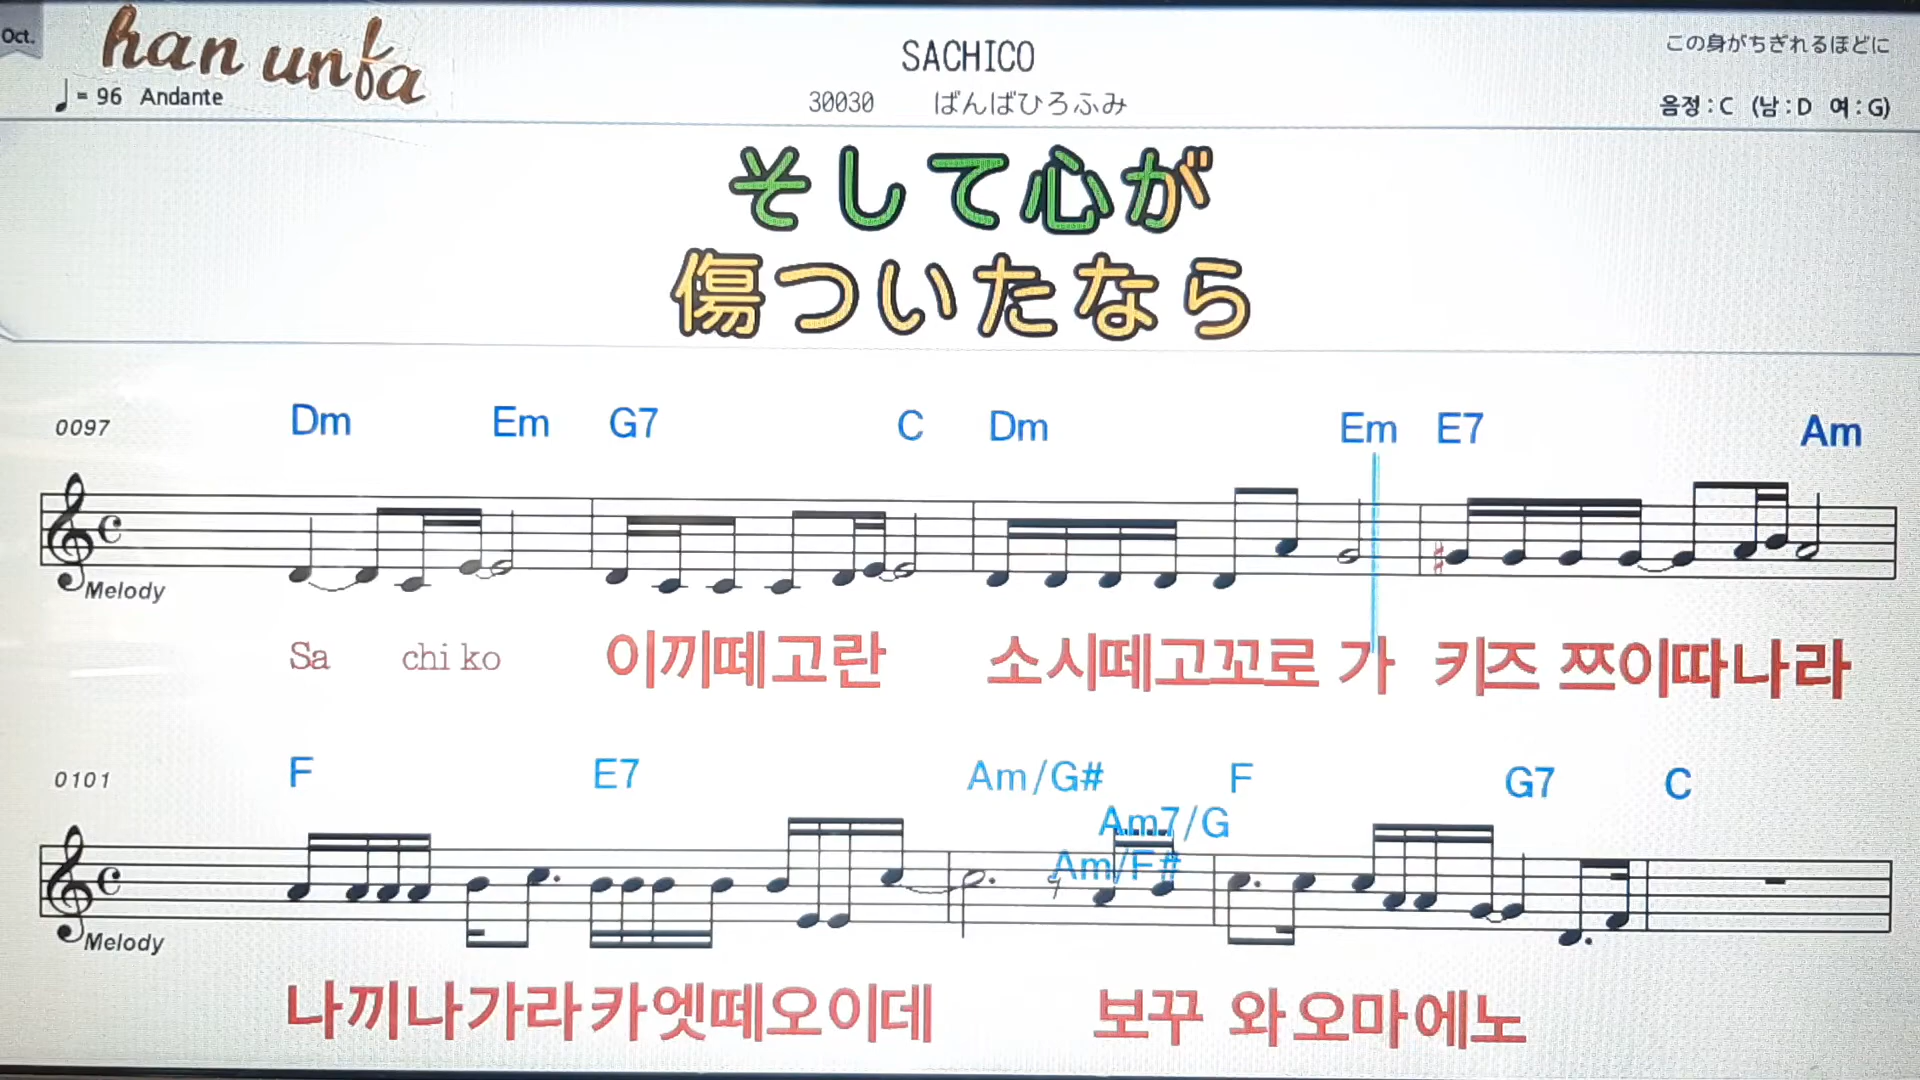 Oct.
han unfa
♩= 96 Andante
SACHICO
30030 ばんばひろふみ
この身がちぎれるほどに
음정 : C (남 : D 여 : G)
そして心が
傷ついたなら
0097
Dm Em G7 C Dm Em E7 Am
Melody
Sa chi ko 이끼떼고란 소시떼고꼬로 가 키즈 쯔이따나라
0101
F E7 Am/G# F G7 C
Am7/G
Am/F#
Melody
나끼나가라카엣떼오이데 보꾸 와오마에노